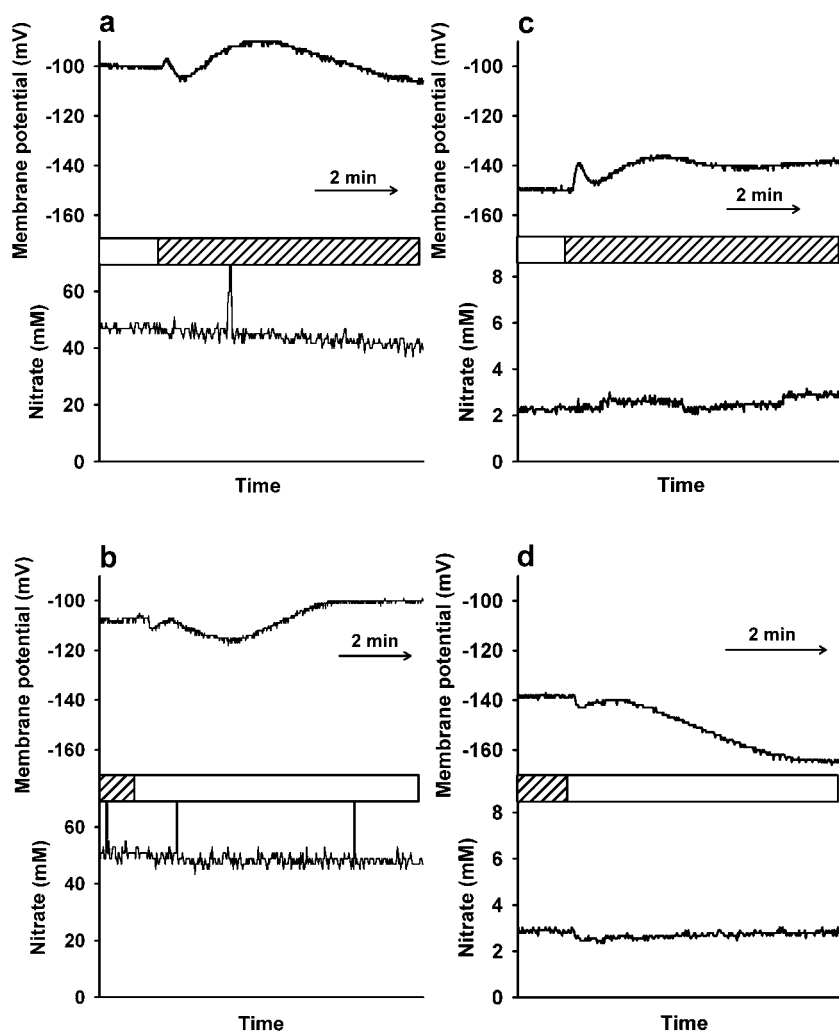 a
Membrane potential (mV)
-100
-120
-140
-160
2 min
Nitrate (mM)
60
40
20
0
Time
c
Membrane potential (mV)
-100
-120
-140
-160
2 min
Nitrate (mM)
8
6
4
2
0
Time
b
Membrane potential (mV)
-100
-120
-140
-160
2 min
Nitrate (mM)
60
40
20
0
Time
d
Membrane potential (mV)
-100
-120
-140
-160
2 min
Nitrate (mM)
8
6
4
2
0
Time